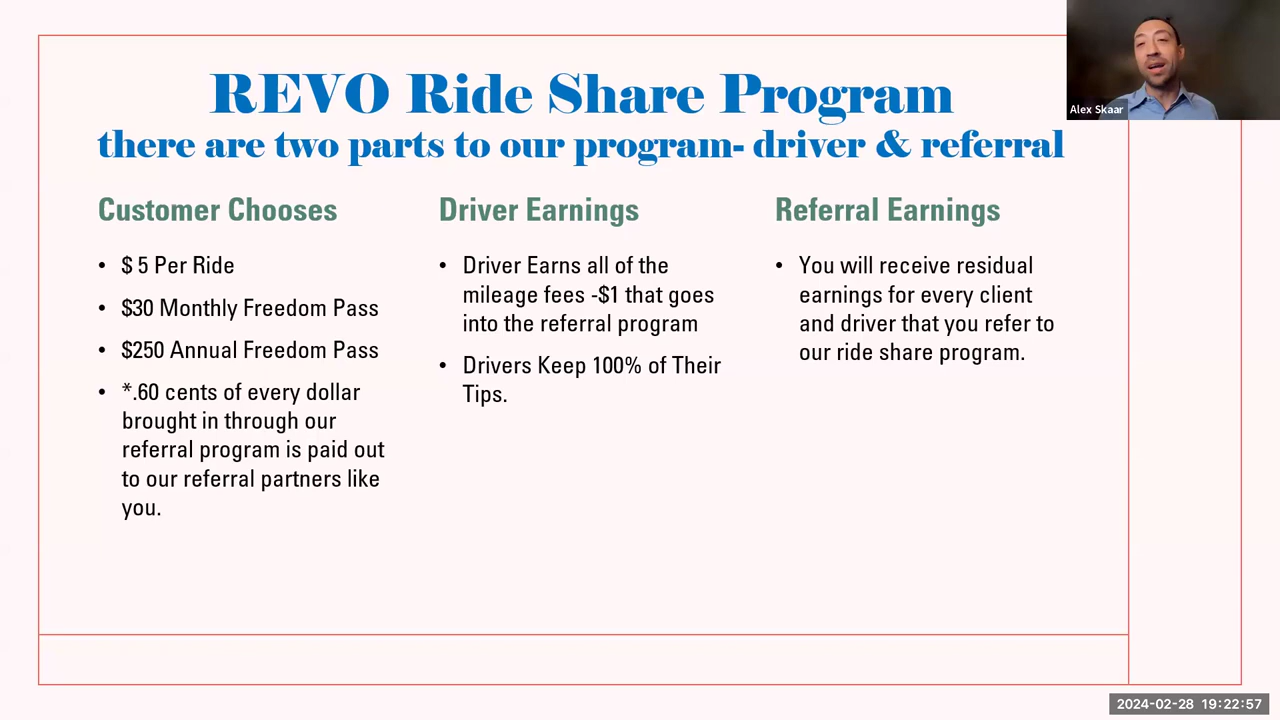 REVO Ride Share Program
there are two parts to our program- driver & referral
Alex Skaar
Customer Chooses
• $ 5 Per Ride
• $30 Monthly Freedom Pass
• $250 Annual Freedom Pass
• *.60 cents of every dollar
brought in through our
referral program is paid out
to our referral partners like
you.
Driver Earnings
• Driver Earns all of the
mileage fees -$1 that goes
into the referral program
• Drivers Keep 100% of Their
Tips.
Referral Earnings
• You will receive residual
earnings for every client
and driver that you refer to
our ride share program.
2024-02-28 19:22:57